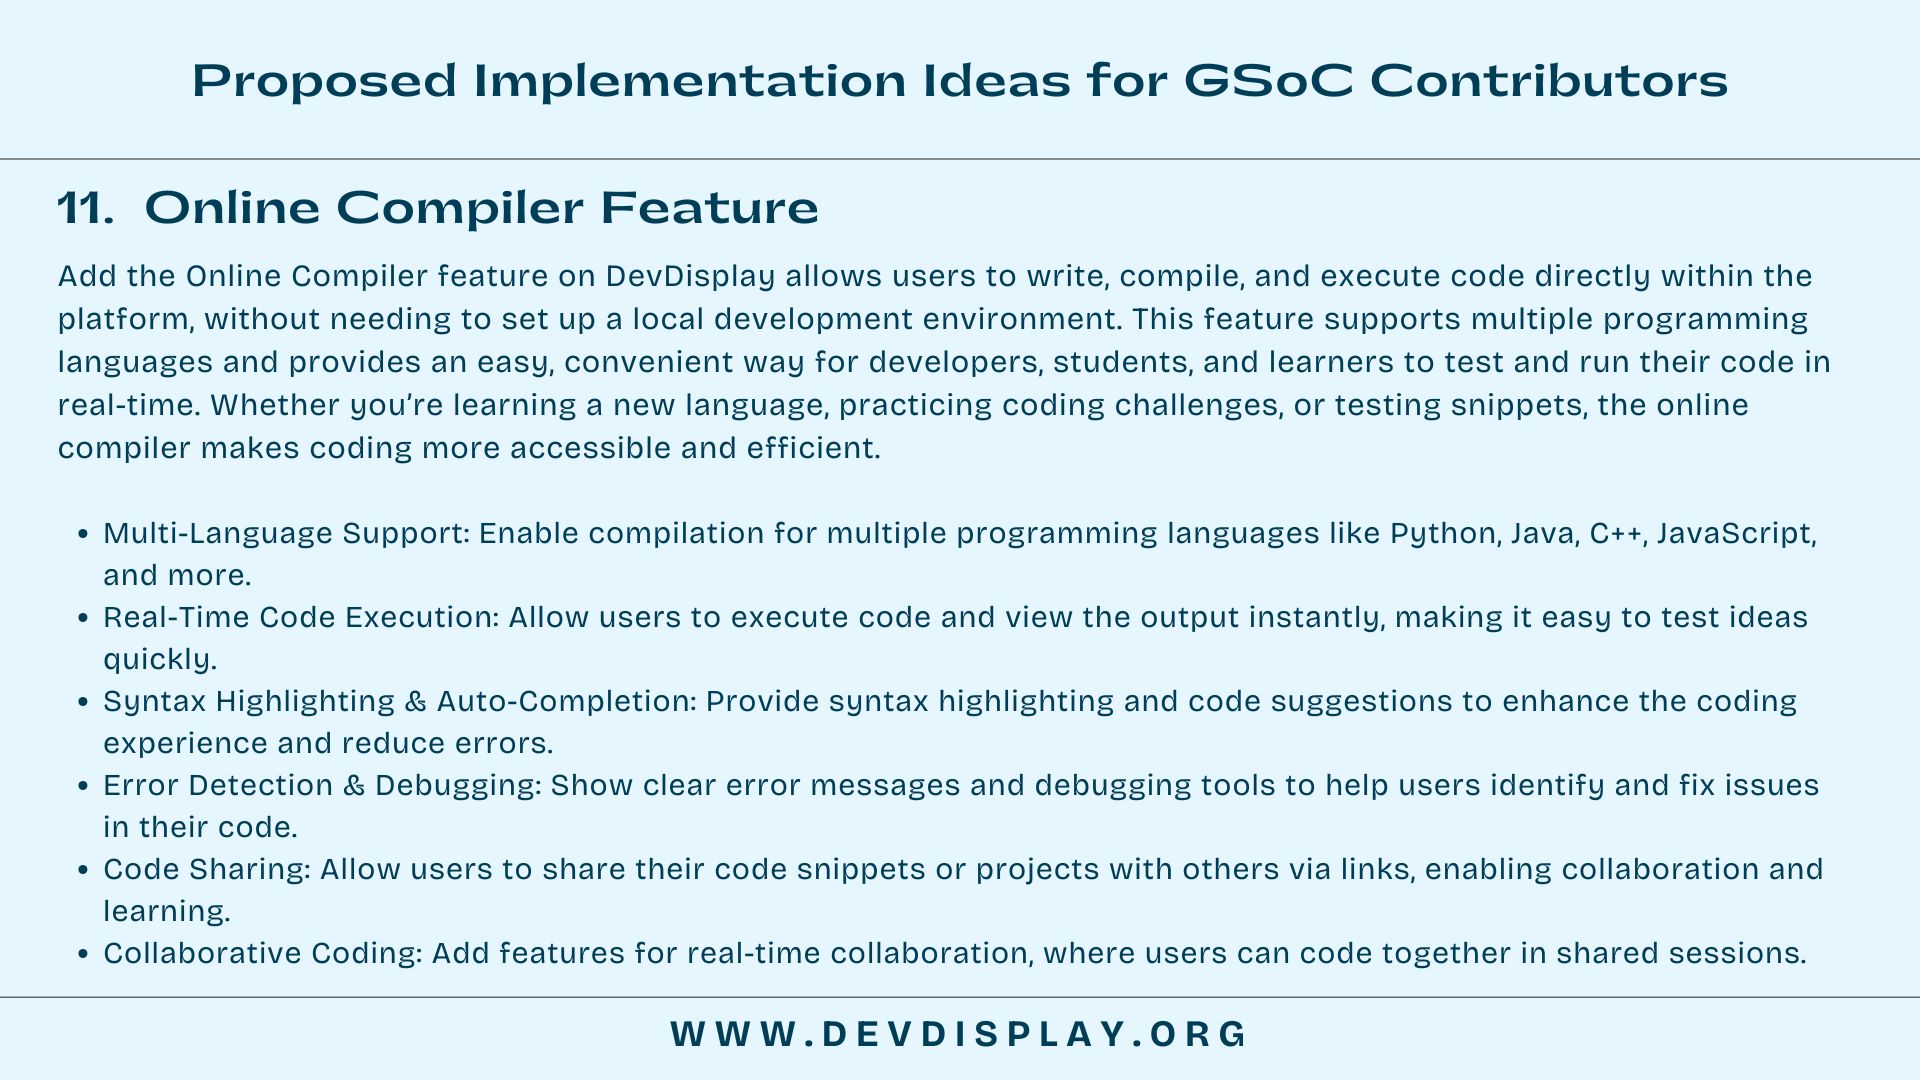 Proposed Implementation Ideas for GSoC Contributors
11. Online Compiler Feature
Add the Online Compiler feature on DevDisplay allows users to write, compile, and execute code directly within the
platform, without needing to set up a local development environment. This feature supports multiple programming
languages and provides an easy, convenient way for developers, students, and learners to test and run their code in
real-time. Whether you’re learning a new language, practicing coding challenges, or testing snippets, the online
compiler makes coding more accessible and efficient.
• Multi-Language Support: Enable compilation for multiple programming languages like Python, Java, C++, JavaScript,
and more.
• Real-Time Code Execution: Allow users to execute code and view the output instantly, making it easy to test ideas
quickly.
• Syntax Highlighting & Auto-Completion: Provide syntax highlighting and code suggestions to enhance the coding
experience and reduce errors.
• Error Detection & Debugging: Show clear error messages and debugging tools to help users identify and fix issues
in their code.
• Code Sharing: Allow users to share their code snippets or projects with others via links, enabling collaboration and
learning.
• Collaborative Coding: Add features for real-time collaboration, where users can code together in shared sessions.
WWW.DEVDISPLAY.ORG